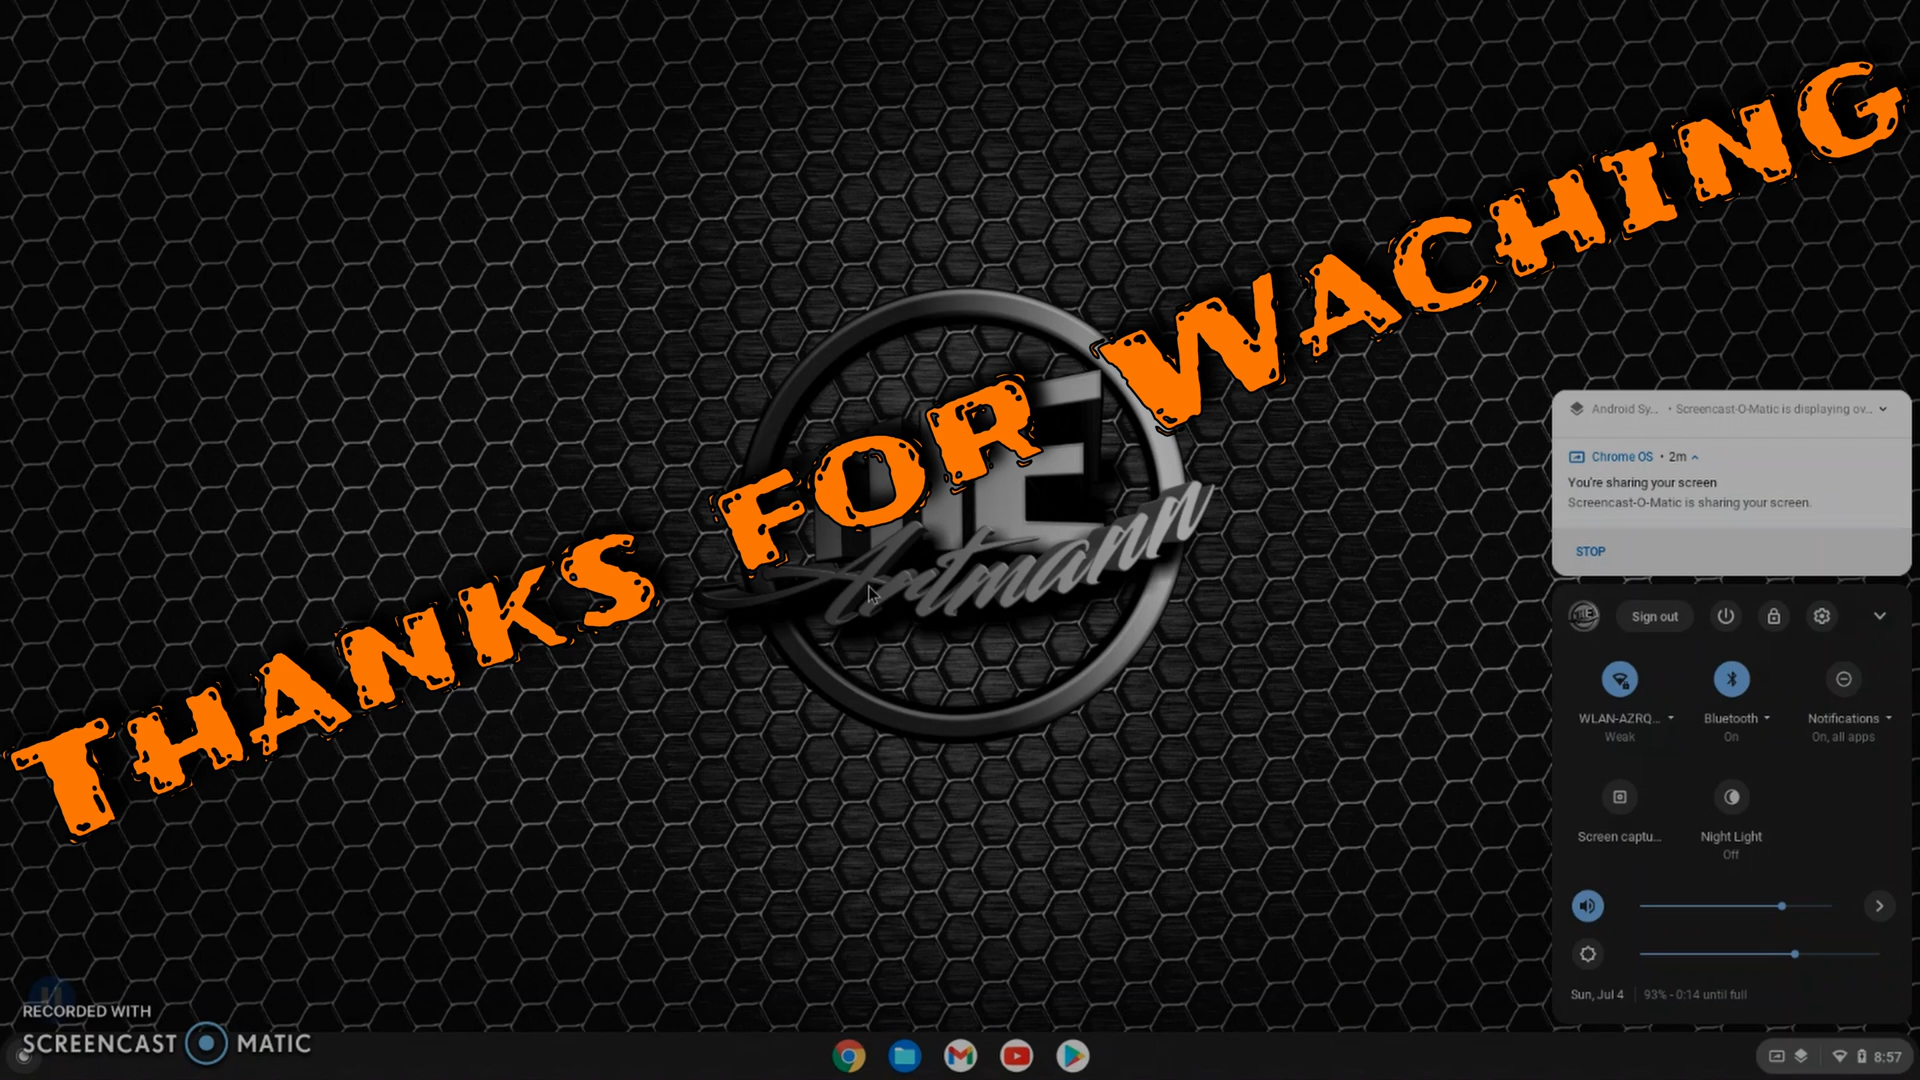 THANKS FOR WACHING
Artmann
Android Sy... • Screencast-O-Matic is displaying ov...
Chrome OS • 2m
You're sharing your screen
Screencast-O-Matic is sharing your screen.
STOP
Sign out
WLAN-AZRQ... Bluetooth Notifications
Weak On On, all apps
Screen captu... Night Light
Off
Sun, Jul 4 93% - 0:14 until full
RECORDED WITH
SCREENCAST MATIC
8:57